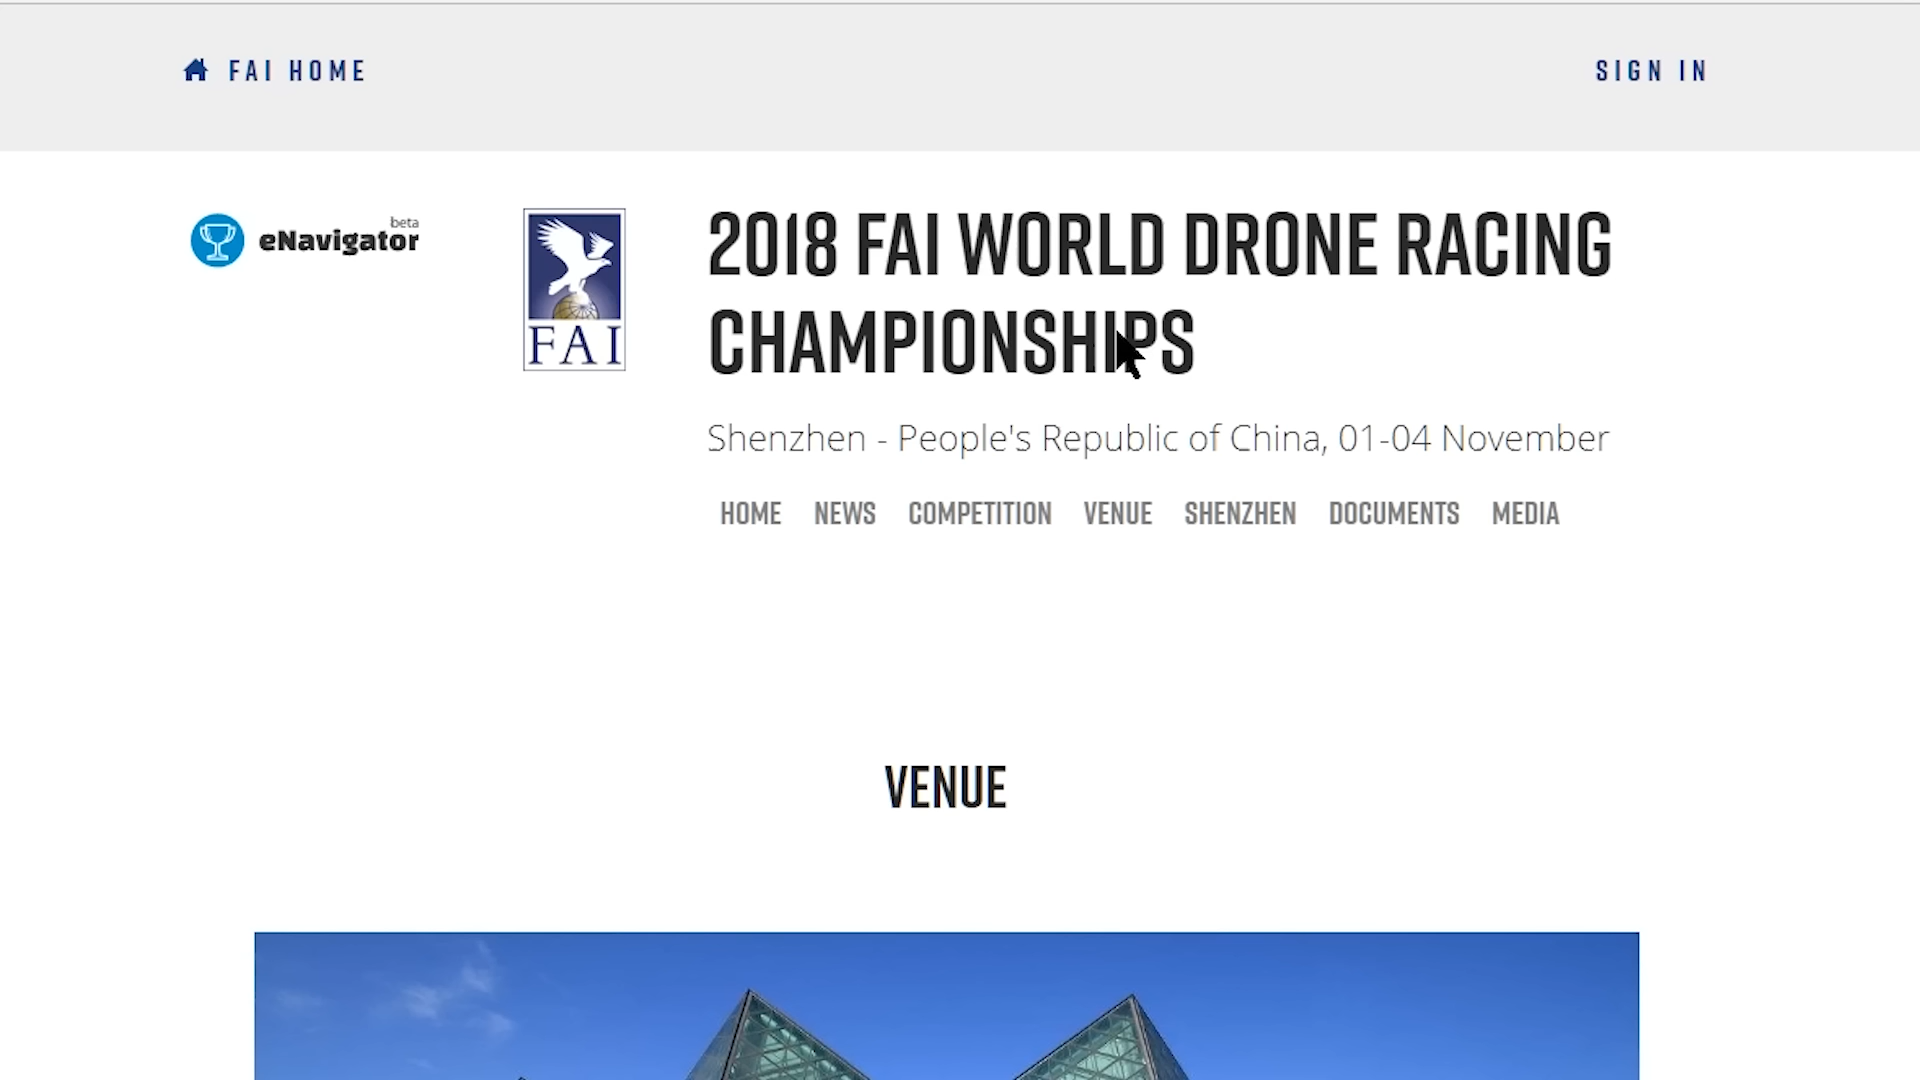 FAI HOME
SIGN IN
beta
eNavigator
FAI
2018 FAI WORLD DRONE RACING
CHAMPIONSHIPS
Shenzhen - People's Republic of China, 01-04 November
HOME NEWS COMPETITION VENUE SHENZHEN DOCUMENTS MEDIA
VENUE